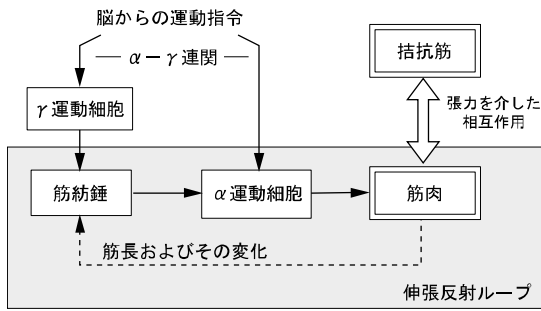 脳からの運動指令
α－γ連関
拮抗筋
γ運動細胞
張力を介した
相互作用
筋紡錘
α運動細胞
筋肉
筋長およびその変化
伸張反射ループ